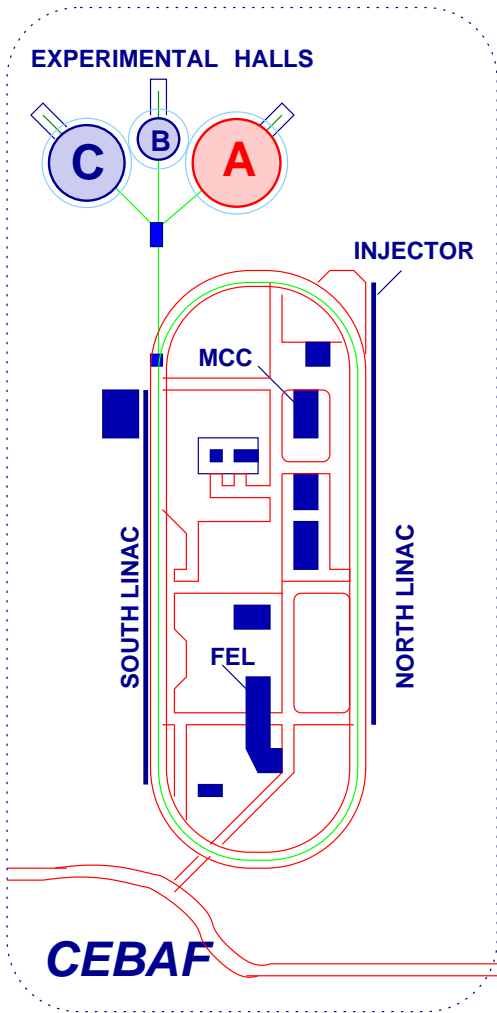 EXPERIMENTAL HALLS
C
B
A
INJECTOR
MCC
SOUTH LINAC
NORTH LINAC
FEL
CEBAF